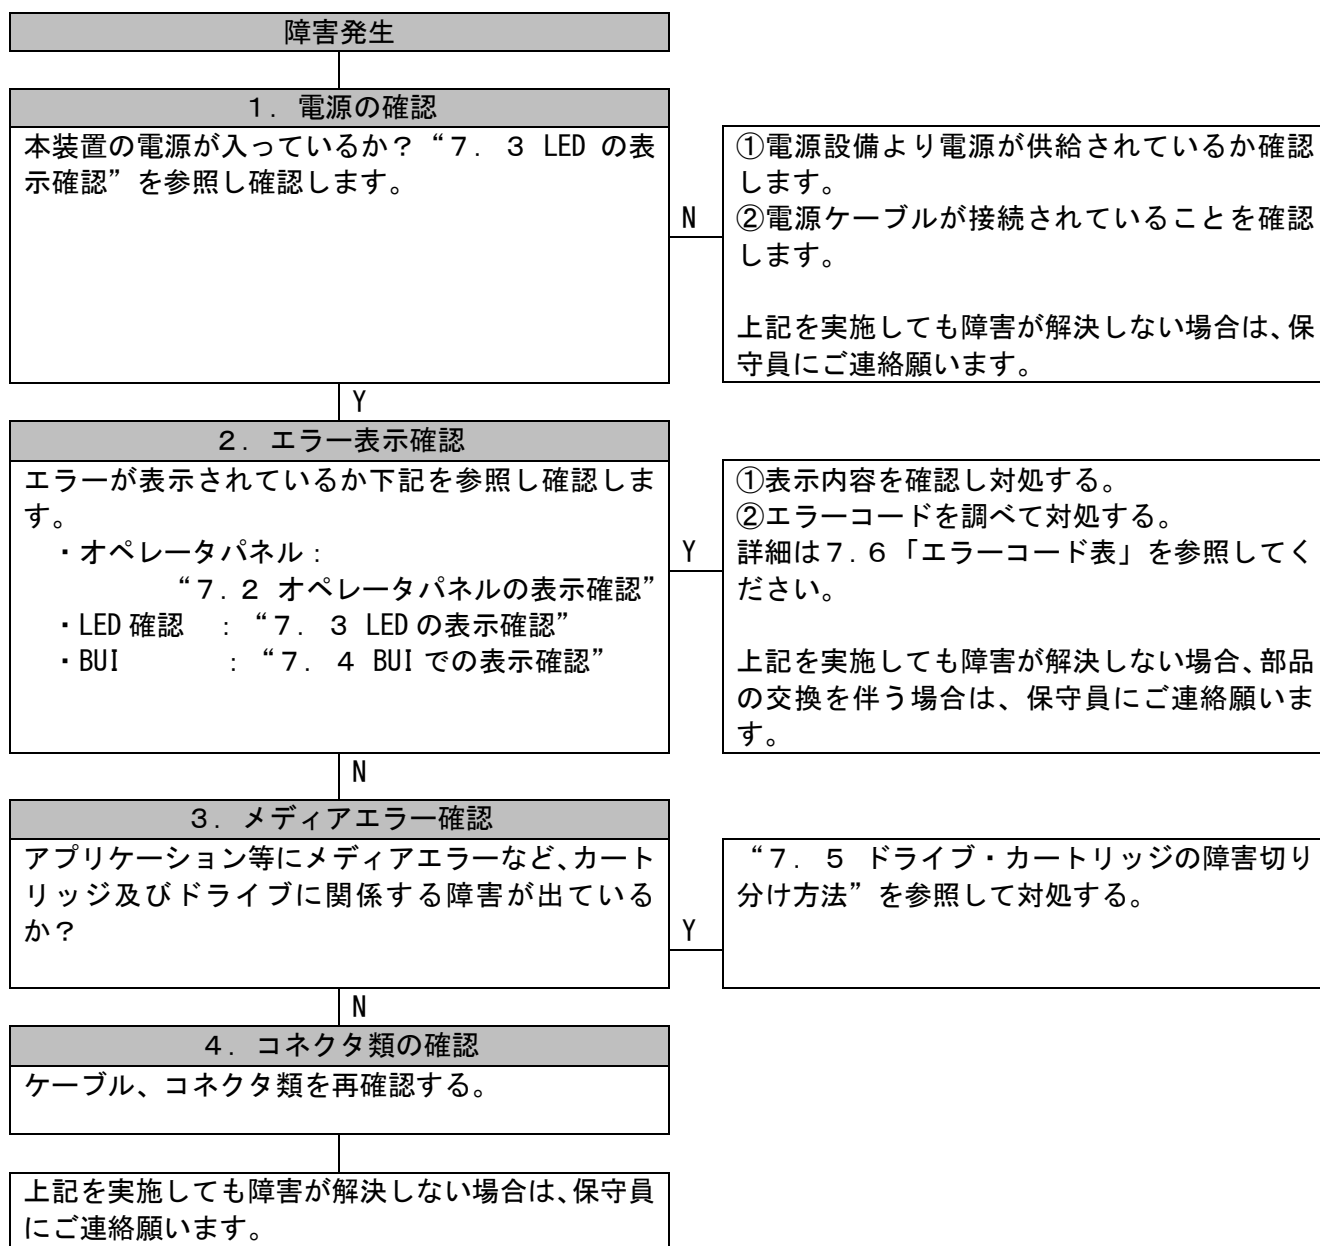 障害発生
１．電源の確認
本装置の電源が入っているか？“７．３ LED の表
示確認”を参照し確認します。
N
①電源設備より電源が供給されているか確認
します。
②電源ケーブルが接続されていることを確認
します。
上記を実施しても障害が解決しない場合は、保
守員にご連絡願います。
Y
２．エラー表示確認
エラーが表示されているか下記を参照し確認しま
す。
・オペレータパネル：
“７.２ オペレータパネルの表示確認”
・LED 確認 ：“７．３ LED の表示確認”
・BUI ：“７．４ BUI での表示確認”
Y
①表示内容を確認し対処する。
②エラーコードを調べて対処する。
詳細は７.６「エラーコード表」を参照してく
ださい。
上記を実施しても障害が解決しない場合、部品
の交換を伴う場合は、保守員にご連絡願いま
す。
N
３．メディアエラー確認
アプリケーション等にメディアエラーなど、カート
リッジ及びドライブに関係する障害が出ている
か？
Y
“７．５ ドライブ・カートリッジの障害切り
分け方法”を参照して対処する。
N
４．コネクタ類の確認
ケーブル、コネクタ類を再確認する。
上記を実施しても障害が解決しない場合は、保守員
にご連絡願います。